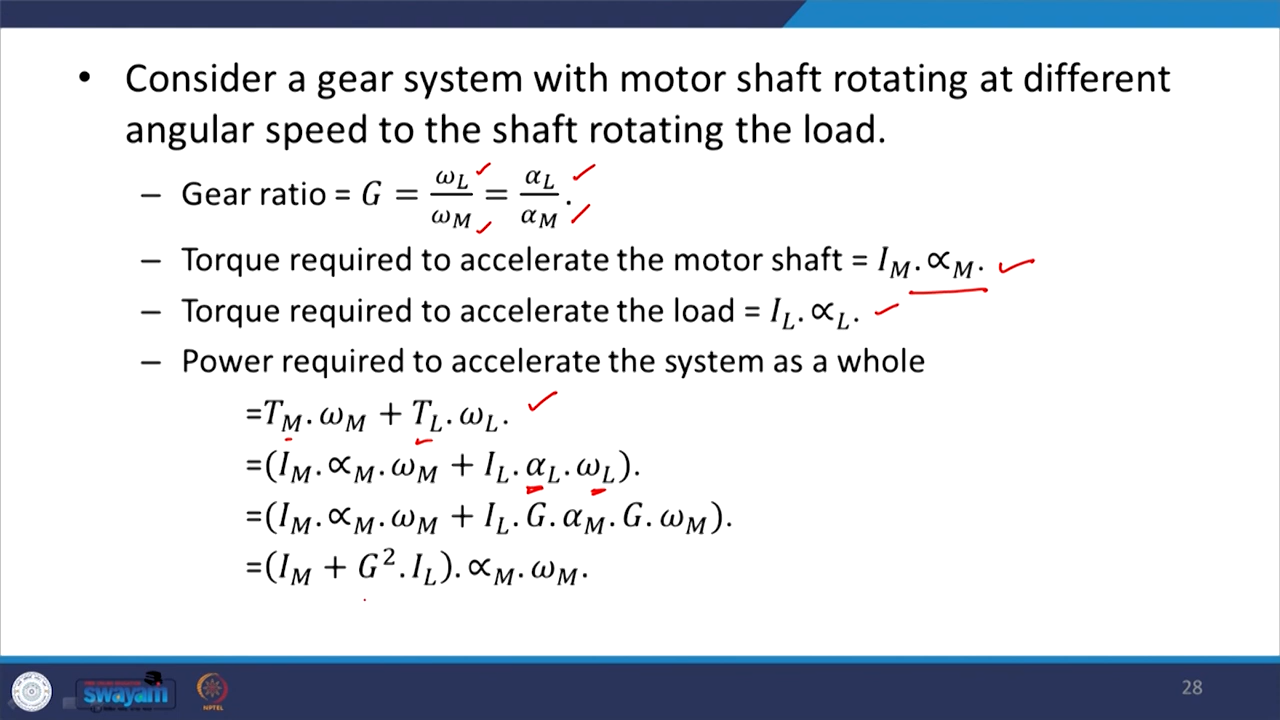 • Consider a gear system with motor shaft rotating at different
angular speed to the shaft rotating the load.
– Gear ratio = G = ω_L/ω_M = α_L/α_M.
– Torque required to accelerate the motor shaft = I_M.∝_M.
– Torque required to accelerate the load = I_L.∝_L.
– Power required to accelerate the system as a whole
=T_M.ω_M + T_L.ω_L.
=(I_M.∝_M.ω_M + I_L.α_L.ω_L).
=(I_M.∝_M.ω_M + I_L.G.α_M.G.ω_M).
=(I_M + G².I_L).∝_M.ω_M.
swayam
NPTEL
28